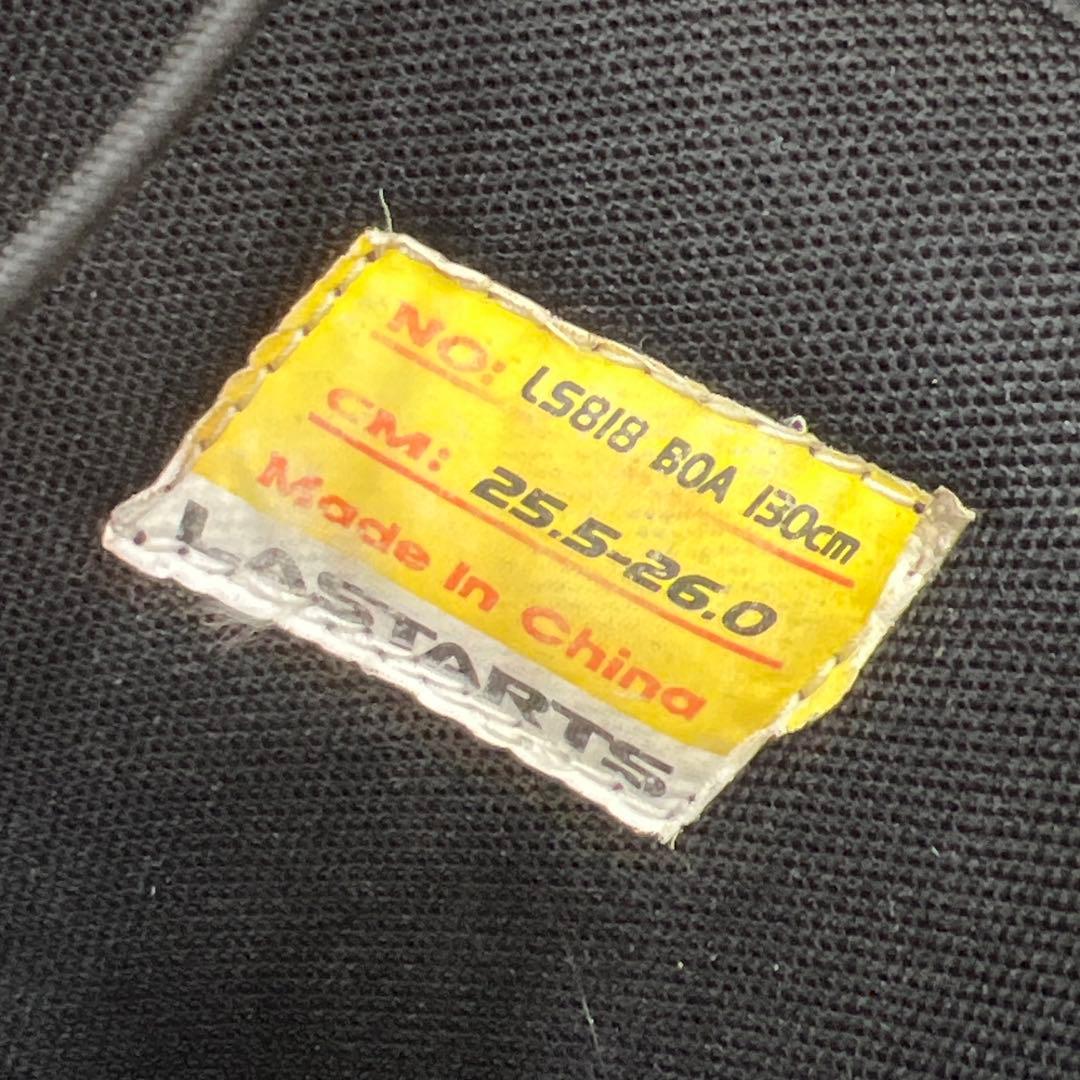 NO: LS818 BOA 130cm
CM: 25.5-26.0
Made In China
LASTARTS